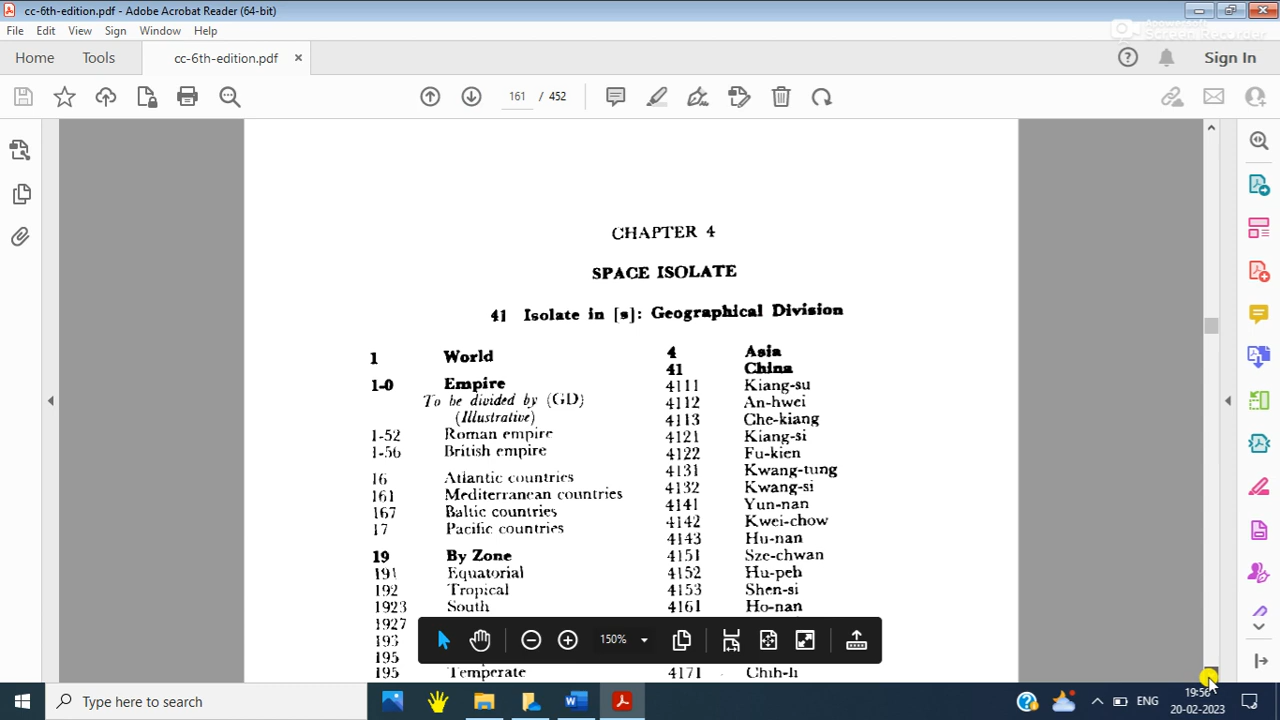 cc-6th-edition.pdf - Adobe Acrobat Reader (64-bit)
File Edit View Sign Window Help
Screen Recorder
Home Tools cc-6th-edition.pdf ×
Sign In
161 / 452
CHAPTER 4
SPACE ISOLATE
41 Isolate in [s]: Geographical Division
1 World
1-0 Empire
To be divided by (GD)
(Illustrative)
1-52 Roman empire
1-56 British empire
16 Atlantic countries
161 Mediterranean countries
167 Baltic countries
17 Pacific countries
19 By Zone
191 Equatorial
192 Tropical
1923 South
1927
193
195
195 Temperate
4 Asia
41 China
4111 Kiang-su
4112 An-hwei
4113 Che-kiang
4121 Kiang-si
4122 Fu-kien
4131 Kwang-tung
4132 Kwang-si
4141 Yun-nan
4142 Kwei-chow
4143 Hu-nan
4151 Sze-chwan
4152 Hu-peh
4153 Shen-si
4161 Ho-nan
4171 Chih-li
150%
Type here to search
ENG
19:56
20-02-2023